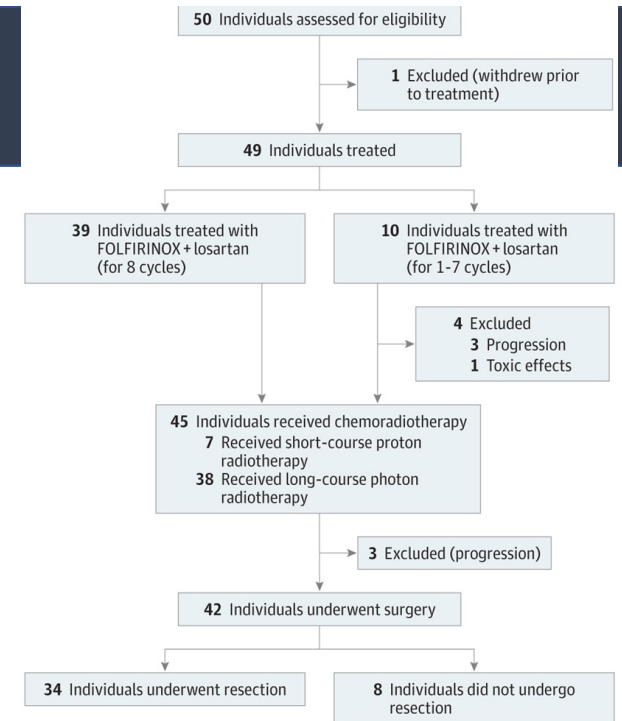 50 Individuals assessed for eligibility
1 Excluded (withdrew prior
to treatment)
49 Individuals treated
39 Individuals treated with
FOLFIRINOX + losartan
(for 8 cycles)
10 Individuals treated with
FOLFIRINOX + losartan
(for 1-7 cycles)
4 Excluded
3 Progression
1 Toxic effects
45 Individuals received chemoradiotherapy
7 Received short-course proton
radiotherapy
38 Received long-course photon
radiotherapy
3 Excluded (progression)
42 Individuals underwent surgery
34 Individuals underwent resection
8 Individuals did not undergo
resection